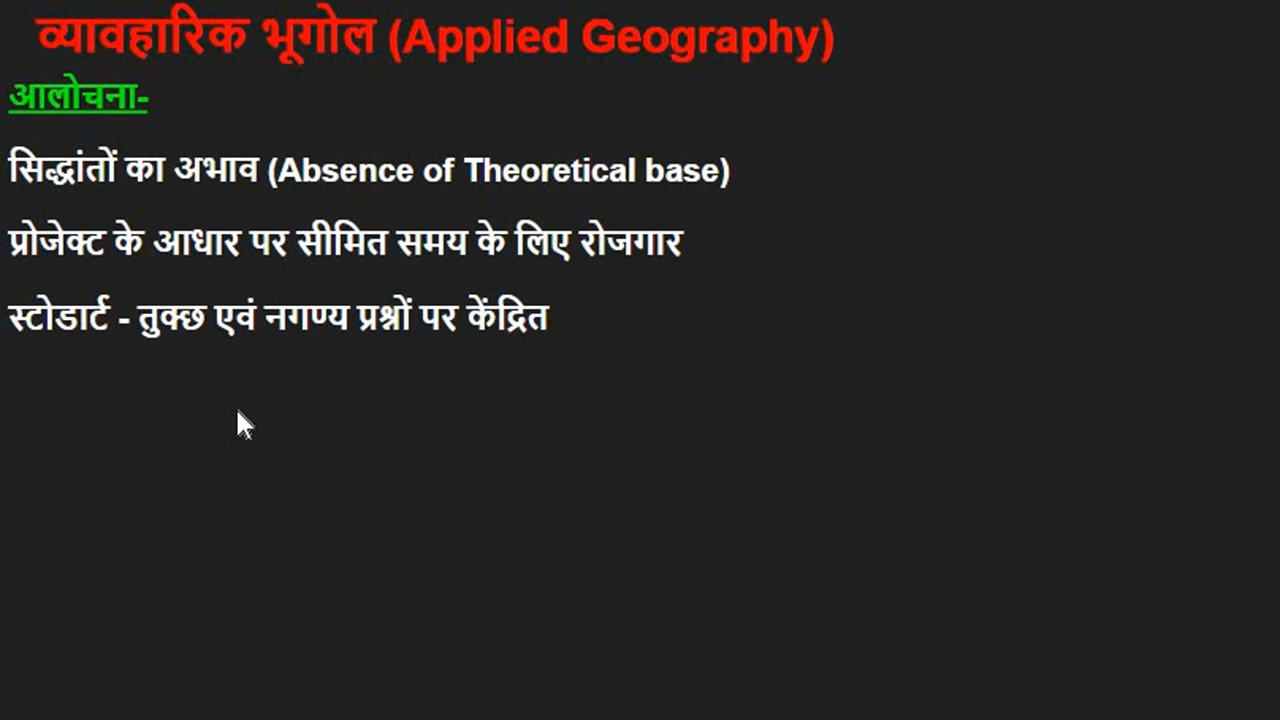 व्यावहारिक भूगोल (Applied Geography)
आलोचना-
सिद्धांतों का अभाव (Absence of Theoretical base)
प्रोजेक्ट के आधार पर सीमित समय के लिए रोजगार
स्टोडार्ट - तुक्छ एवं नगण्य प्रश्नों पर केंद्रित